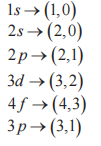 1s → (1,0)
2s → (2,0)
2p → (2,1)
3d → (3,2)
4f → (4,3)
3p → (3,1)